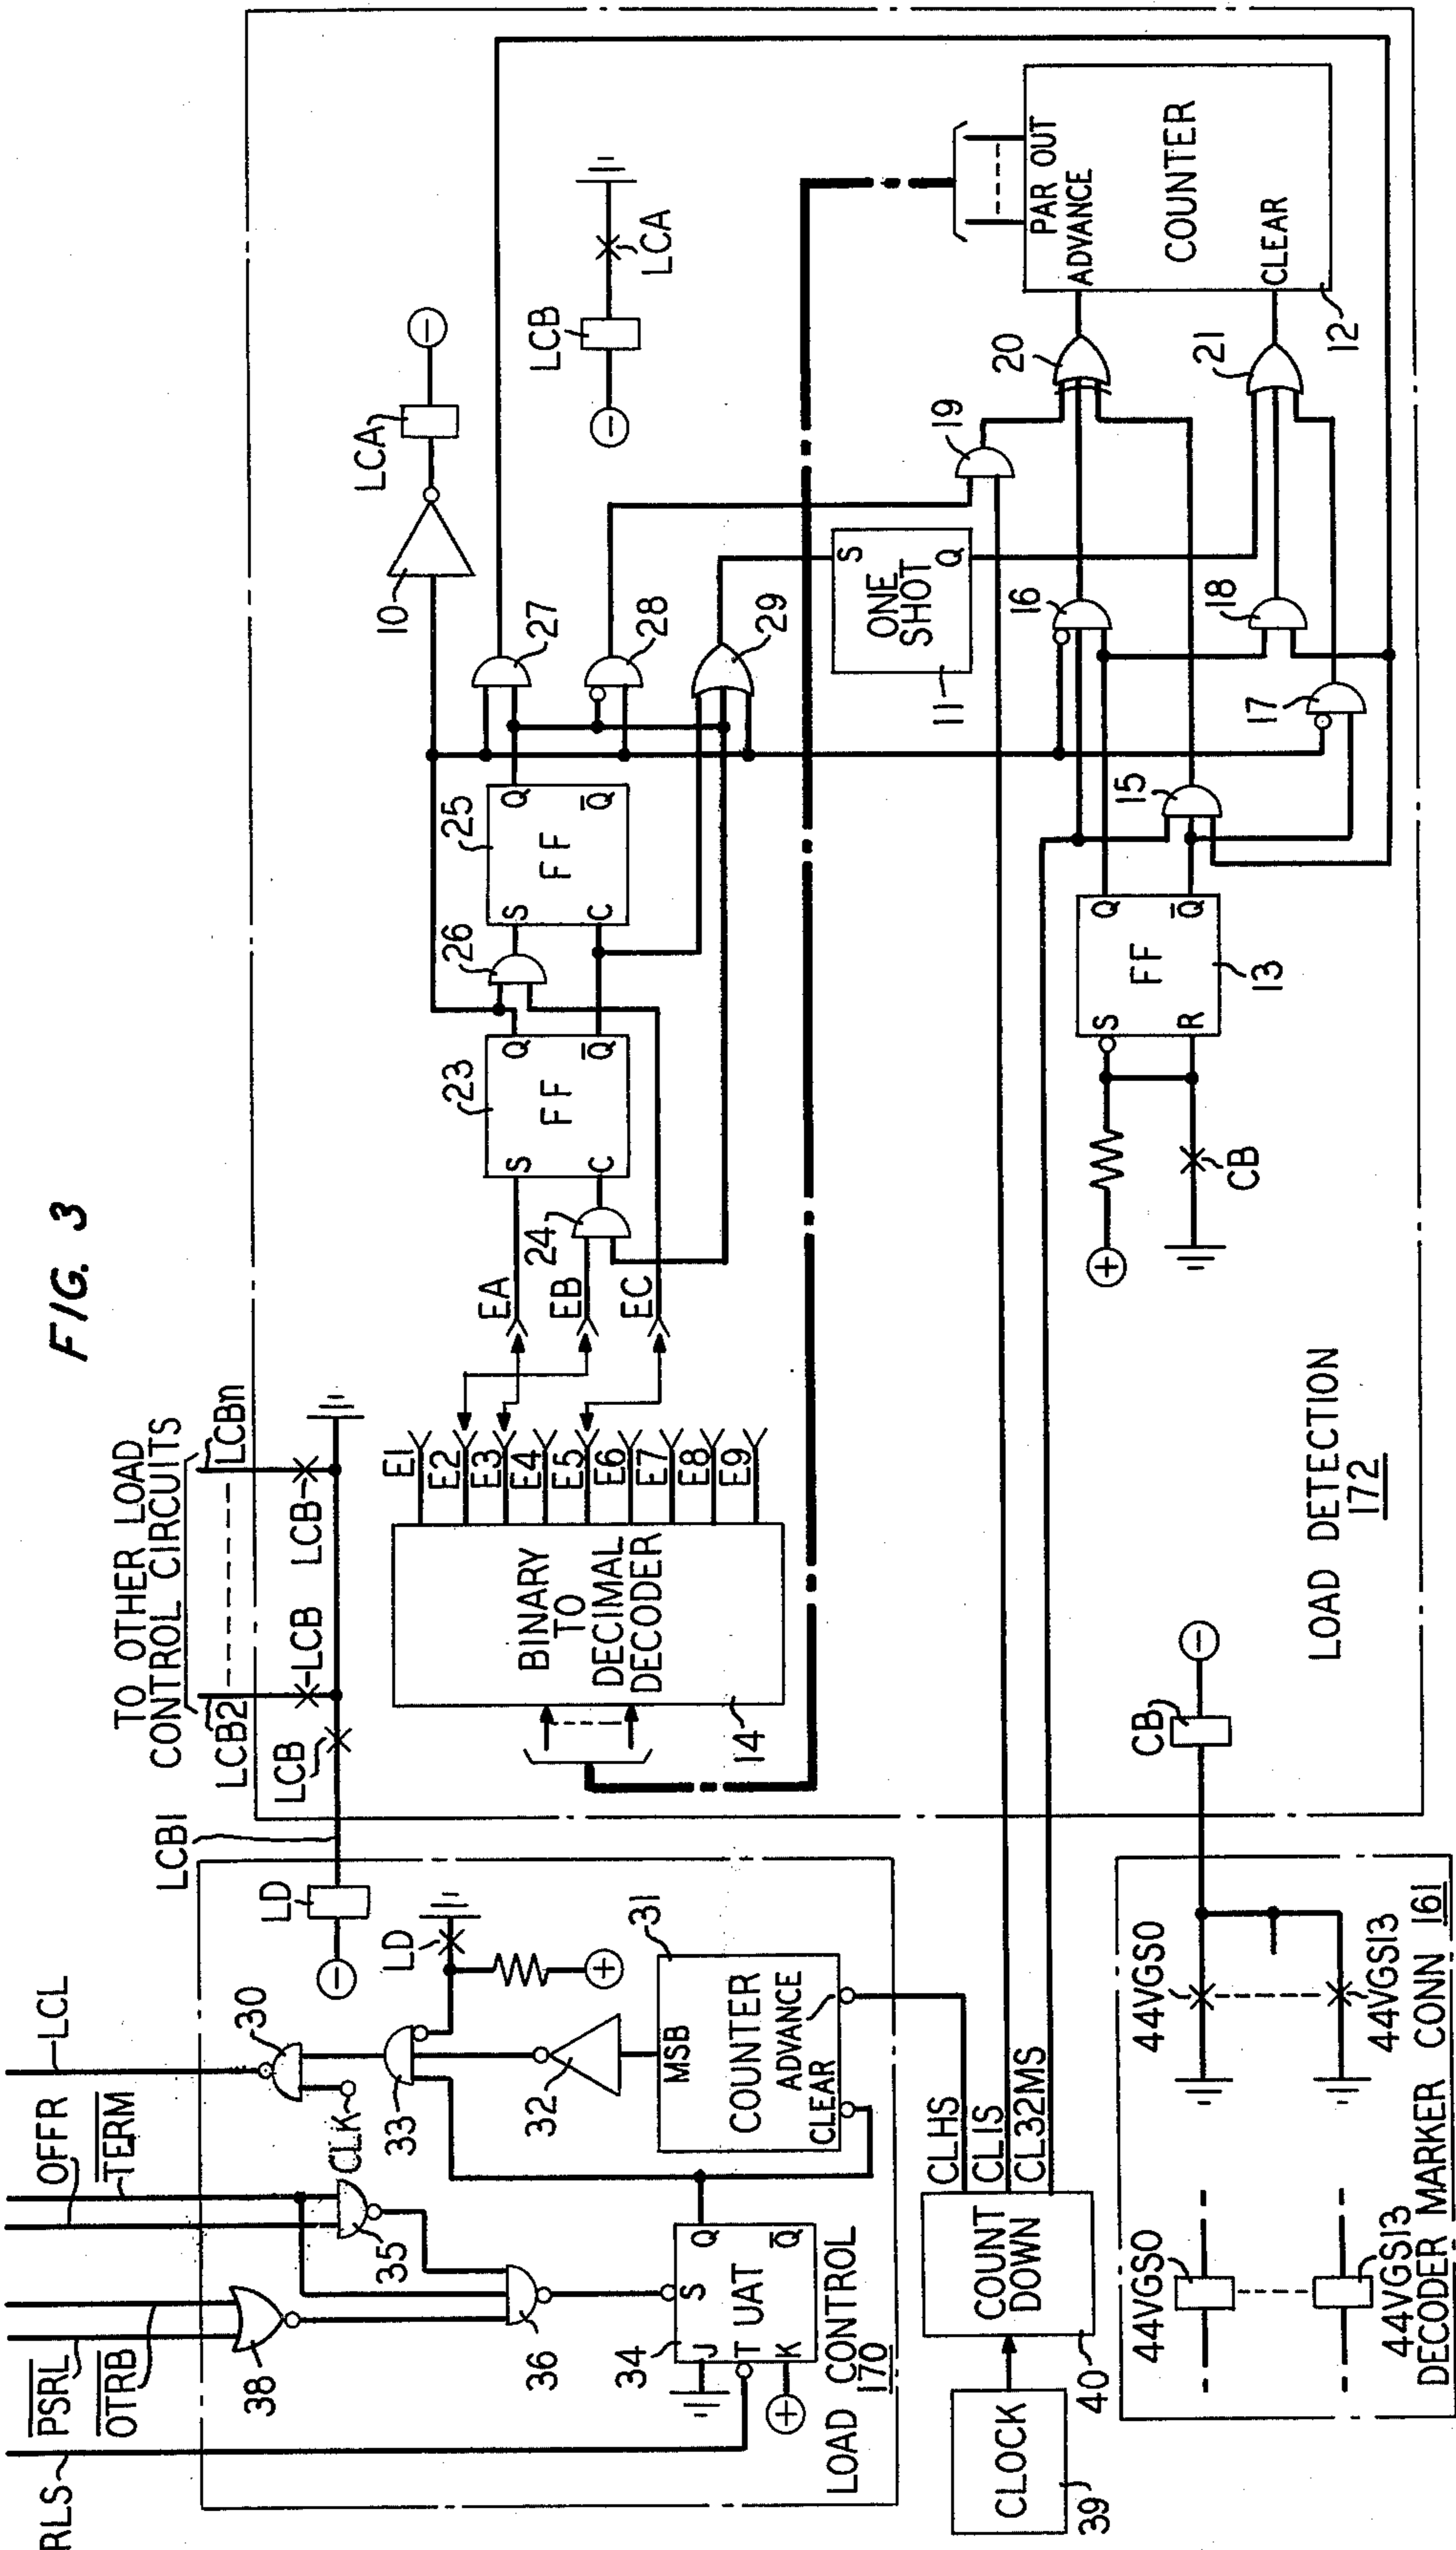 FIG. 3
RLS
PSRL
OTRB
OFFR
TERM
LCL
38
35
36
CLK
30
33
32
34
S
J
T
K
UAT
Q
Q
MSB
COUNTER
ADVANCE
CLEAR
31
LD
LD
LOAD CONTROL
170
LCB1
TO OTHER LOAD
CONTROL CIRCUITS
LCB2
LCBn
LCB
LCB
LCB
BINARY
TO
DECIMAL
DECODER
14
E1
E2
E3
E4
E5
E6
E7
E8
E9
EA
EB
EC
24
23
S
C
FF
Q
Q
26
25
S
C
FF
Q
Q
27
28
29
10
LCA
LCB
LCA
ONE
SHOT
S
Q
11
19
20
21
16
18
17
15
PAR OUT
ADVANCE
COUNTER
CLEAR
12
S
R
FF
Q
Q
13
CB
LOAD DETECTION
172
CLOCK
39
COUNT
DOWN
40
CLHS
CLIS
CL32MS
CB
44VGS0
44VGS13
44VGS0
44VGS13
DECODER MARKER CONN 161